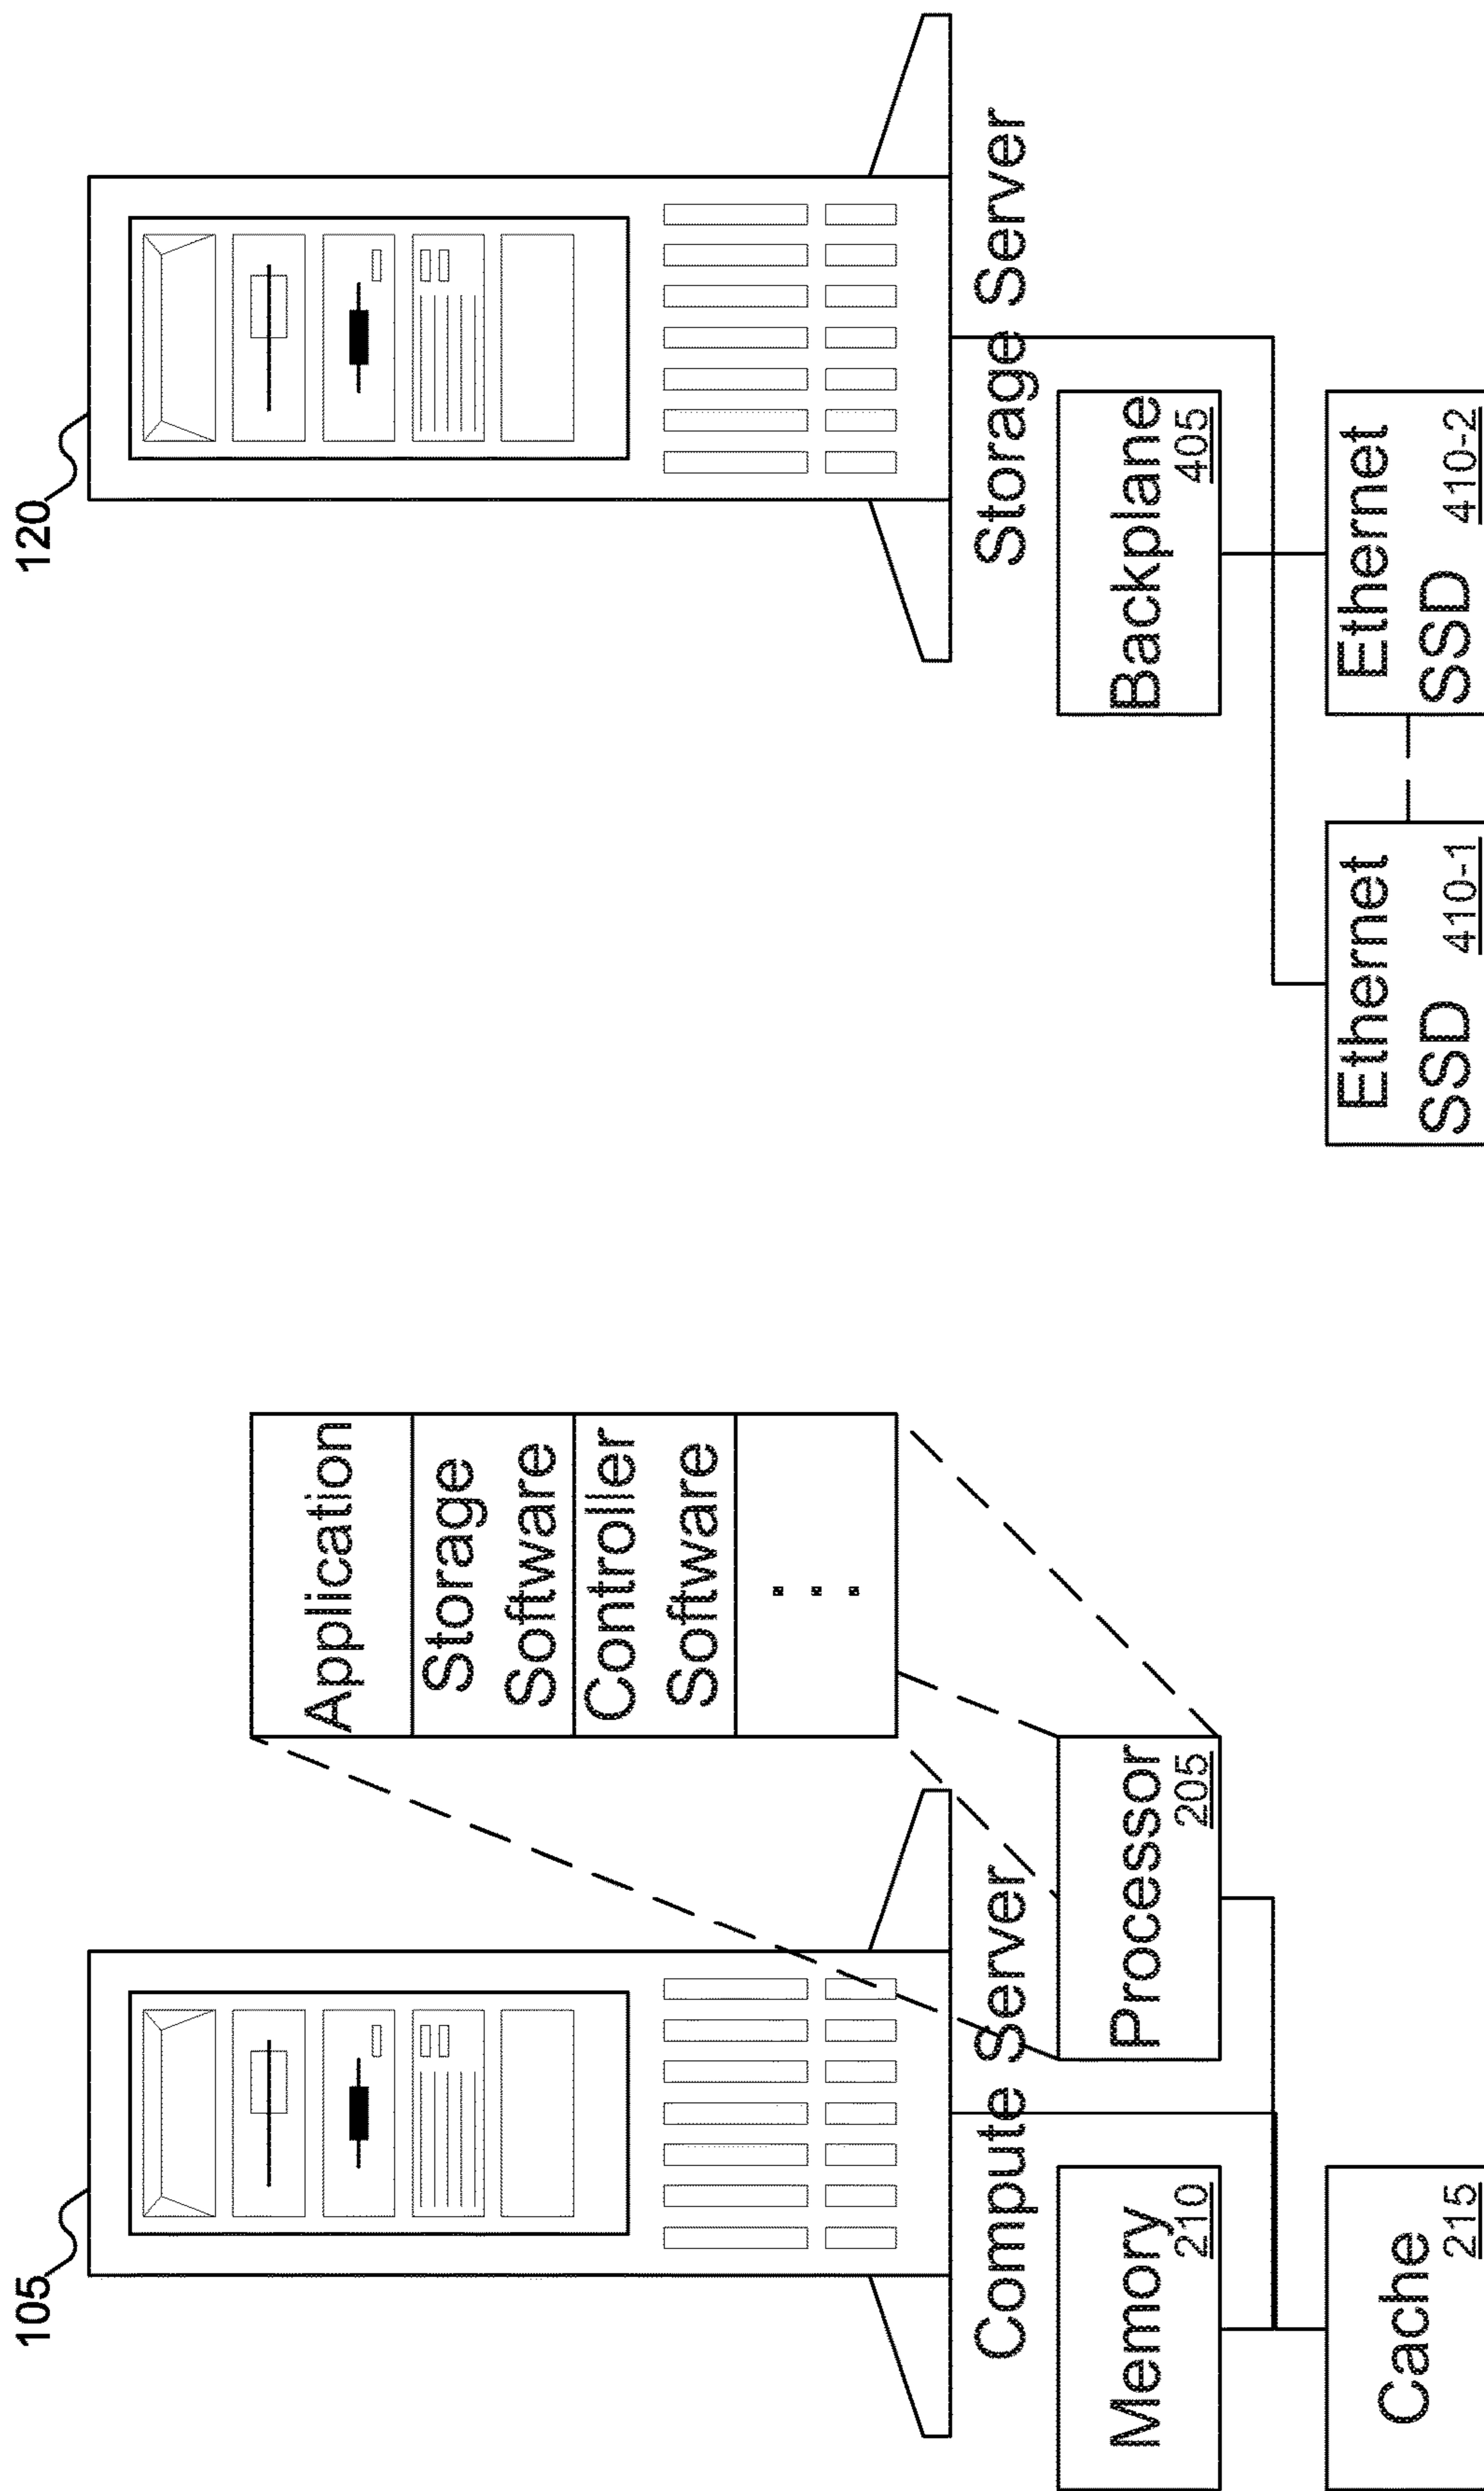 105
Compute Server
Application
Storage
Software
Controller
Software
Memory
210
Processor
205
Cache
215
120
Storage Server
Backplane
405
Ethernet
SSD 410-1
Ethernet
SSD 410-2